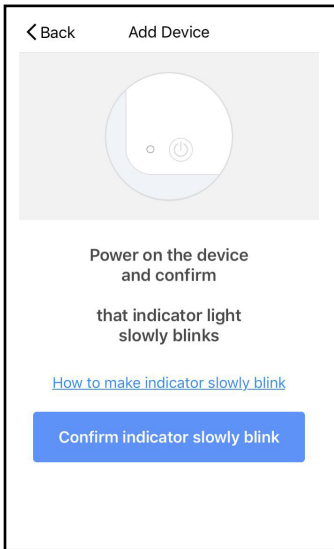 Back Add Device
Power on the device
and confirm
that indicator light
slowly blinks
How to make indicator slowly blink
Confirm indicator slowly blink